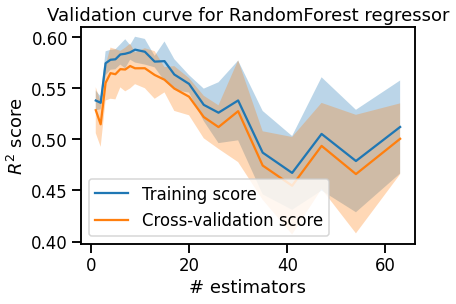 Validation curve for RandomForest regressor
0.60
0.55
0.50
0.45
0.40
R² score
Training score
Cross-validation score
0
20
40
60
# estimators